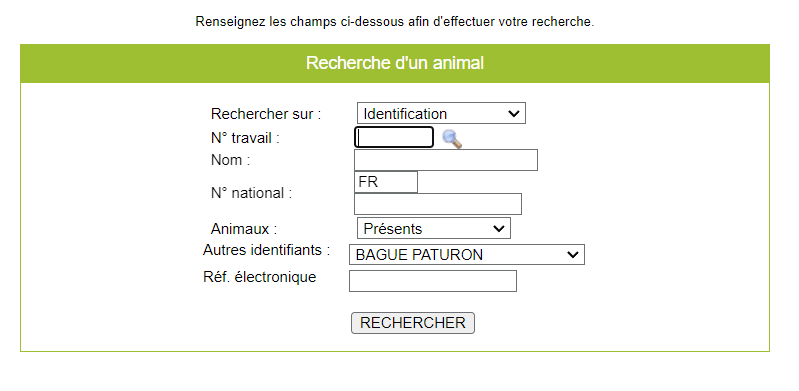 Renseignez les champs ci-dessous afin d'effectuer votre recherche.
Recherche d'un animal
Rechercher sur : Identification
N° travail :
Nom :
FR
N° national :
Animaux : Présents
Autres identifiants : BAGUE PATURON
Réf. électronique
RECHERCHER